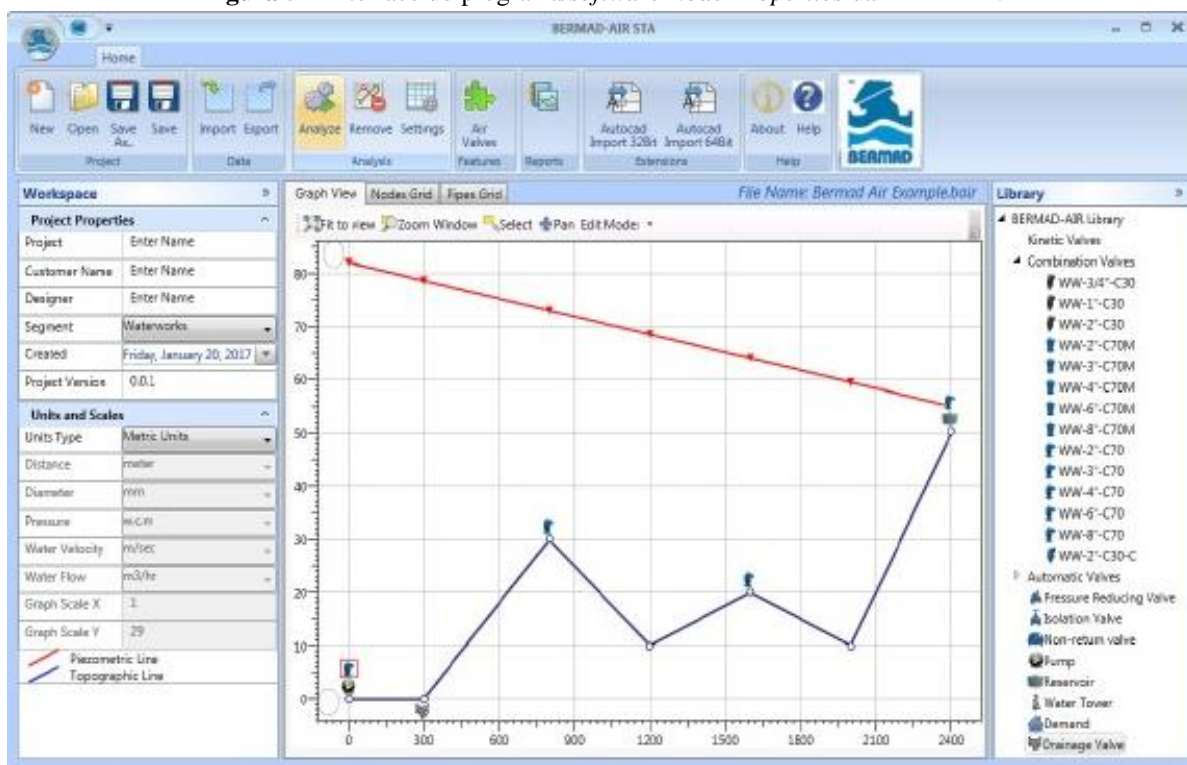 BERMAD-AIR STA
Home
New Open Save As... Save Import Export Analyze Remove Settings Air Valves Autocad Import 32Bit Autocad Import 64Bit About Help
Project Data Analysis Features Reports Extensions Help
BERMAD
Workspace
Project Properties
Project Enter Name
Customer Name Enter Name
Designer Enter Name
Segment Waterworks
Created Friday, January 20, 2017
Project Version 0.0.1
Units and Scales
Units Type Metric Units
Distance meter
Diameter mm
Pressure w.c.m
Water Velocity m/sec
Water Flow m3/hr
Graph Scale X 1
Graph Scale Y 29
Piezometric Line
Topographic Line
Graph View Nodes Grid Pipes Grid File Name: Bermad Air Example.bair
Fit to view Zoom Window Select Pan Edit Mode:
80
70
60
50
40
30
20
10
0
0 300 600 900 1200 1500 1800 2100 2400
Library
BERMAD-AIR Library
Kinetic Valves
Combination Valves
WW-3/4"-C30
WW-1"-C30
WW-2"-C30
WW-2"-C70M
WW-3"-C70M
WW-4"-C70M
WW-6"-C70M
WW-8"-C70M
WW-2"-C70
WW-3"-C70
WW-4"-C70
WW-6"-C70
WW-8"-C70
WW-2"-C30-C
Automatic Valves
Pressure Reducing Valve
Isolation Valve
Non-return valve
Pump
Reservoir
Water Tower
Demand
Drainage Valve